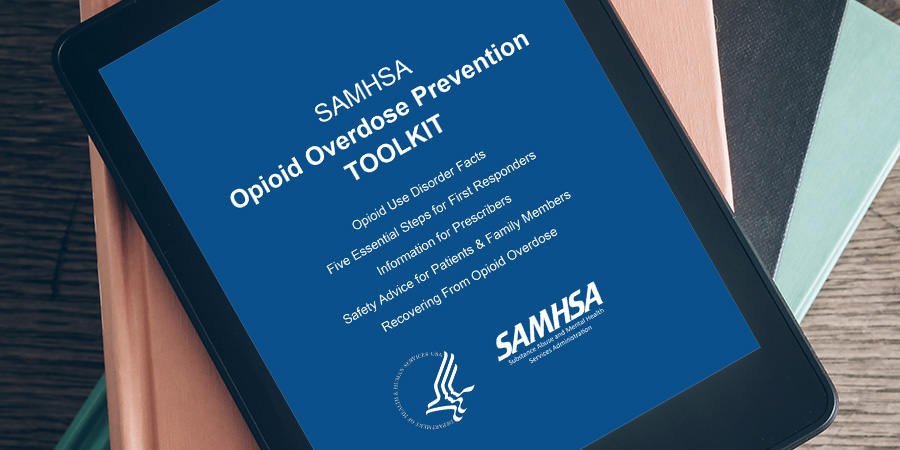 SAMHSA
Opioid Overdose Prevention
TOOLKIT
Opioid Use Disorder Facts
Five Essential Steps for First Responders
Information for Prescribers
Safety Advice for Patients & Family Members
Recovering From Opioid Overdose
SAMHSA
Substance Abuse and Mental Health
Services Administration
DEPARTMENT OF HEALTH & HUMAN SERVICES · USA